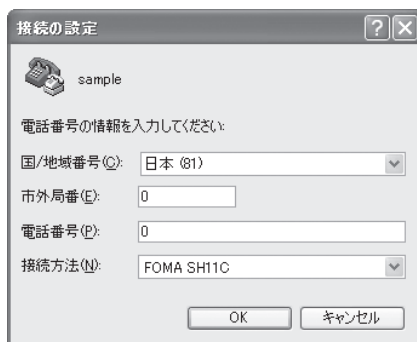 接続の設定
sample
電話番号の情報を入力してください:
国/地域番号(C): 日本 (81)
市外局番(E): 0
電話番号(P): 0
接続方法(N): FOMA SH11C
OK キャンセル